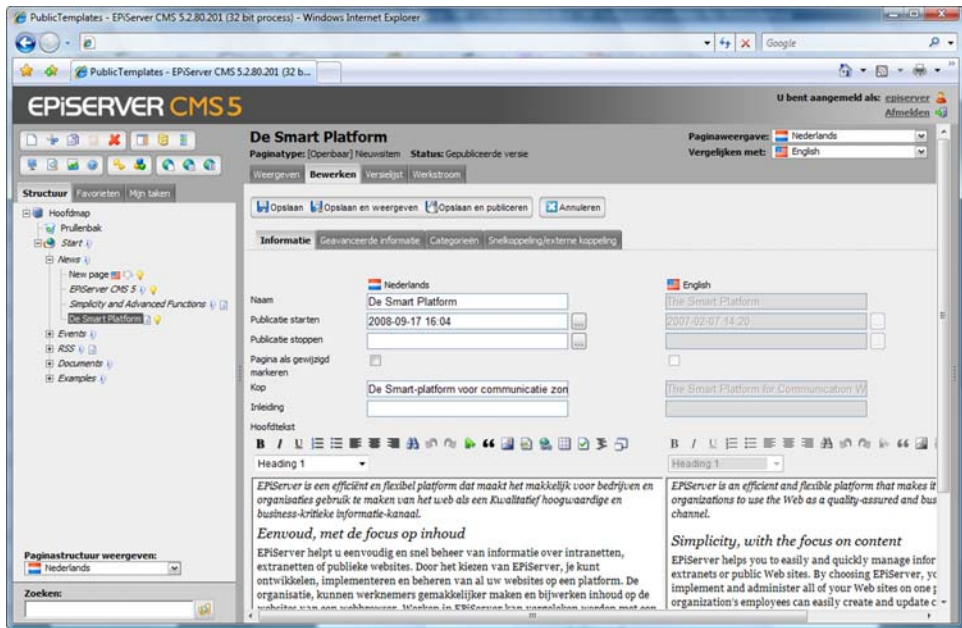 PublicTemplates - EPiServer CMS 5.2.80.201 (32 bit process) - Windows Internet Explorer
Google
PublicTemplates - EPiServer CMS 5.2.80.201 (32 b...
EPiSERVER CMS 5
U bent aangemeld als: episerver
Afmelden
De Smart Platform
Paginatype: [Openbaar] Nieuwsitem Status: Gepubliceerde versie
Paginaweergave: Nederlands
Vergelijken met: English
Weergeven Bewerken Versielijst Werkstroom
Structuur Favorieten Mijn taken
Opslaan Opslaan en weergeven Opslaan en publiceren Annuleren
Hoofdmap
Prullenbak
Start
News
New page
EPiServer CMS 5
Simplicity and Advanced Functions
De Smart Platform
Events
RSS
Documents
Examples
Informatie Geavanceerde informatie Categorieën Snelkoppeling/externe koppeling
Nederlands English
Naam De Smart Platform The Smart Platform
Publicatie starten 2008-09-17 16:04 ... 2007-02-07 14:20
Publicatie stoppen ...
Pagina als gewijzigd
markeren
Kop De Smart-platform voor communicatie zon The Smart Platform for Communication W
Inleiding
Hoofdtekst
B I U B I U
Heading 1 Heading 1
EPiServer is een efficiënt en flexibel platform dat maakt het makkelijk voor bedrijven en
organisaties gebruik te maken van het web als een Kwalitatief hoogwaardige en
business-kritieke informatie-kanaal.
Eenvoud, met de focus op inhoud
EPiServer helpt u eenvoudig en snel beheer van informatie over intranetten,
extranetten of publieke websites. Door het kiezen van EPiServer, je kunt
ontwikkelen, implementeren en beheren van al uw websites op een platform. De
organisatie, kunnen werknemers gemakkelijker maken en bijwerken inhoud op de
websites van een webbrowser. Werken in EPiServer kan vergeleken worden met een
EPiServer is an efficient and flexible platform that makes it
organizations to use the Web as a quality-assured and bus
channel.
Simplicity, with the focus on content
EPiServer helps you to easily and quickly manage infor
extranets or public Web sites. By choosing EPiServer, yo
implement and administer all of your Web sites on one p
organization's employees can easily create and update c
Paginastructuur weergeven:
Nederlands
Zoeken: